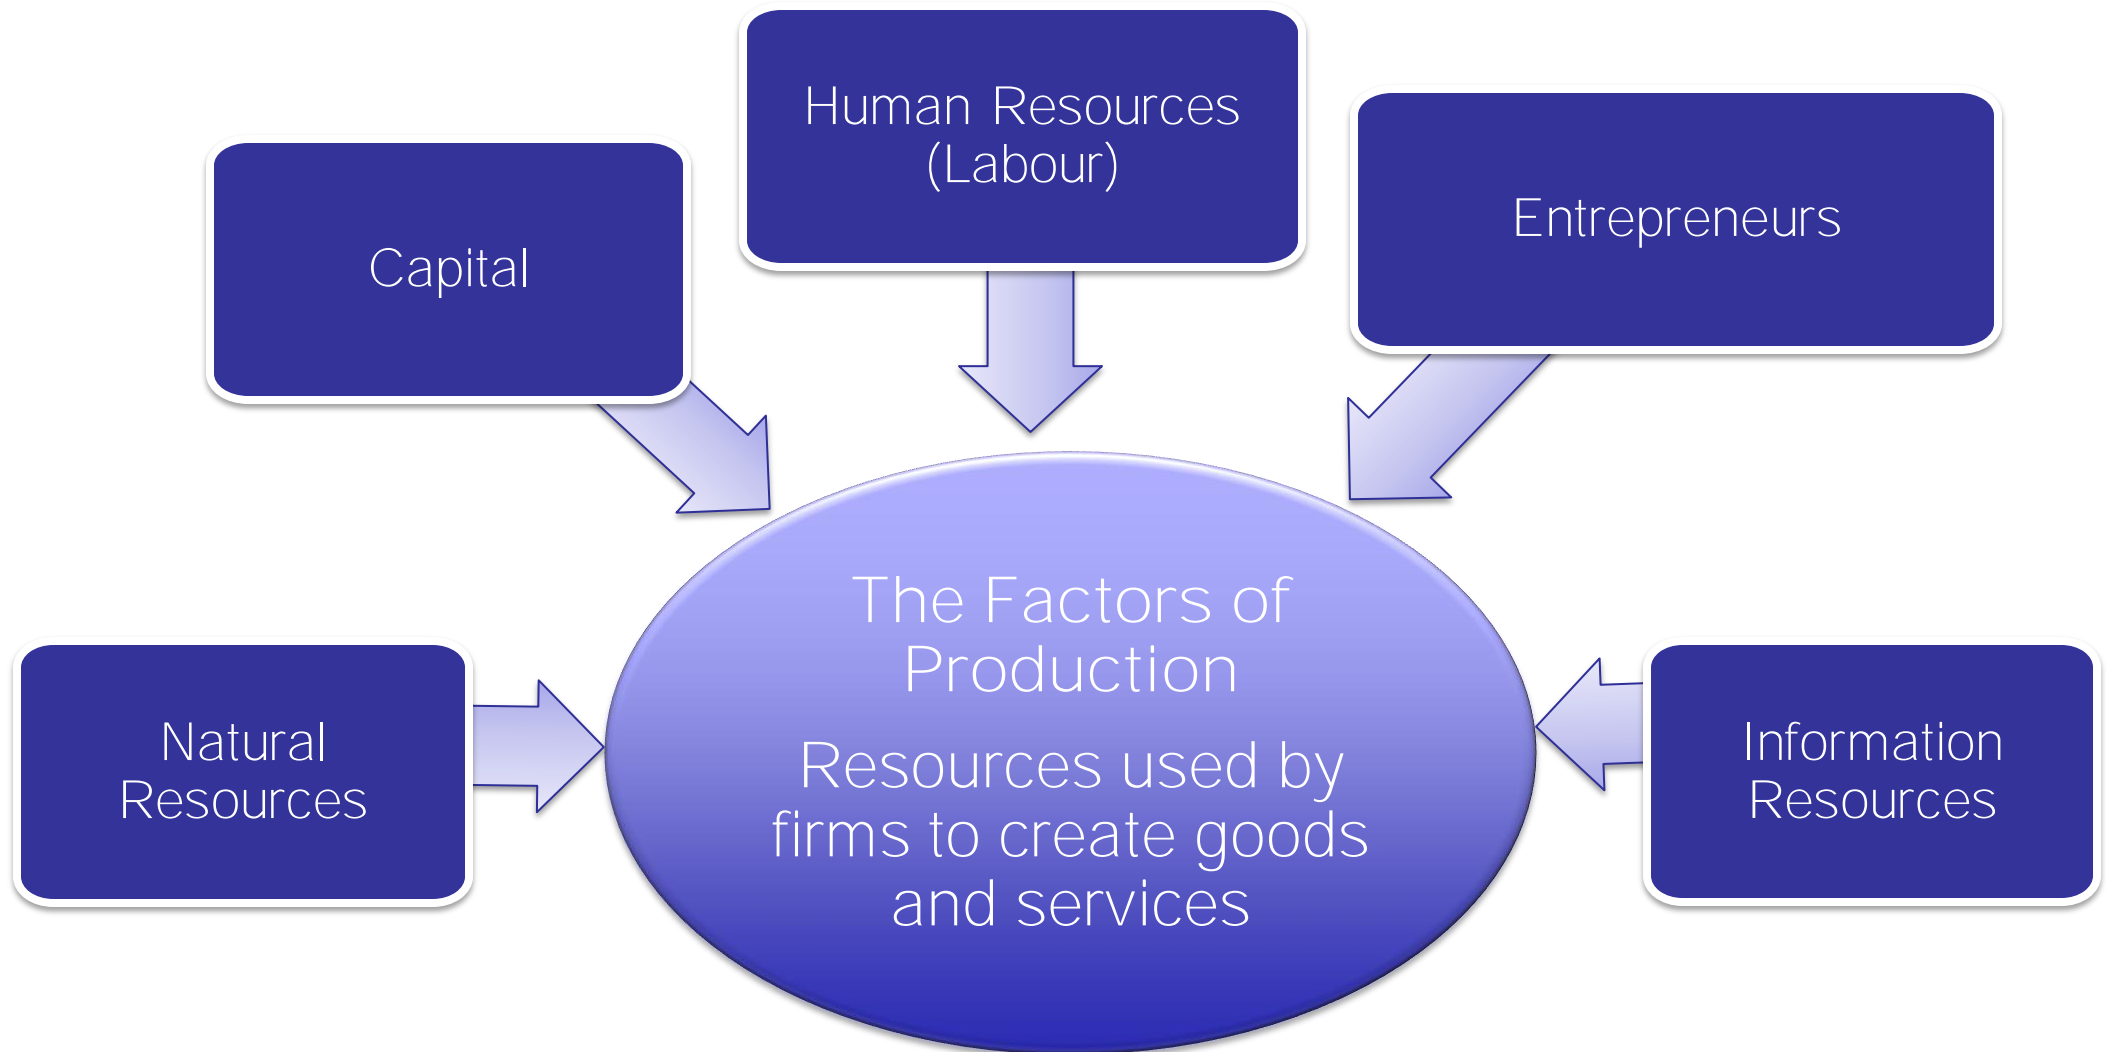 Human Resources
(Labour)
Entrepreneurs
Capital
The Factors of
Production
Resources used by
firms to create goods
and services
Natural
Resources
Information
Resources